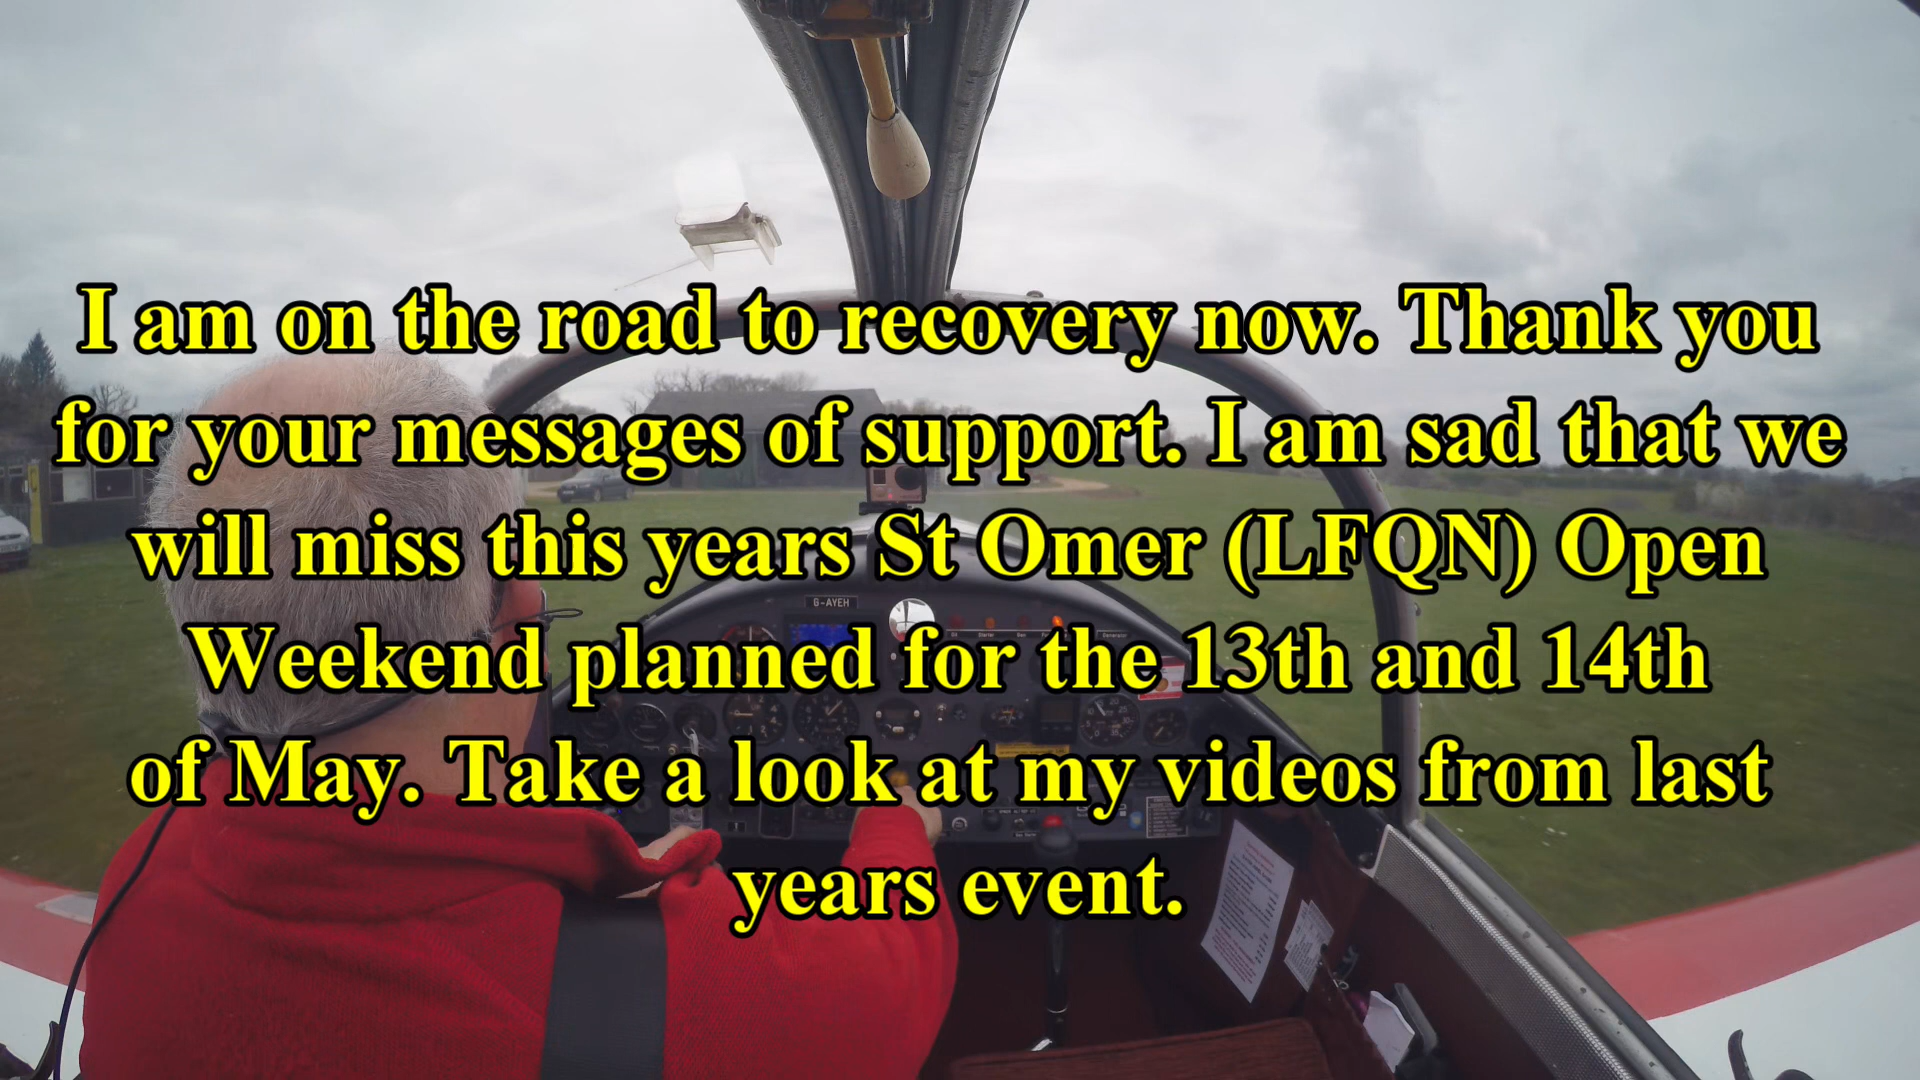 I am on the road to recovery now. Thank you
for your messages of support. I am sad that we
will miss this years St Omer (LFQN) Open
Weekend planned for the 13th and 14th
of May. Take a look at my videos from last
years event.
G-AYEH